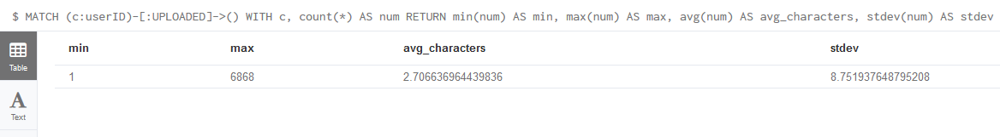 $ MATCH (c:userID)-[:UPLOADED]->() WITH c, count(*) AS num RETURN min(num) AS min, max(num) AS max, avg(num) AS avg_characters, stdev(num) AS stdev
min max avg_characters stdev
Table
1 6868 2.706636964439836 8.751937648795208
A
Text